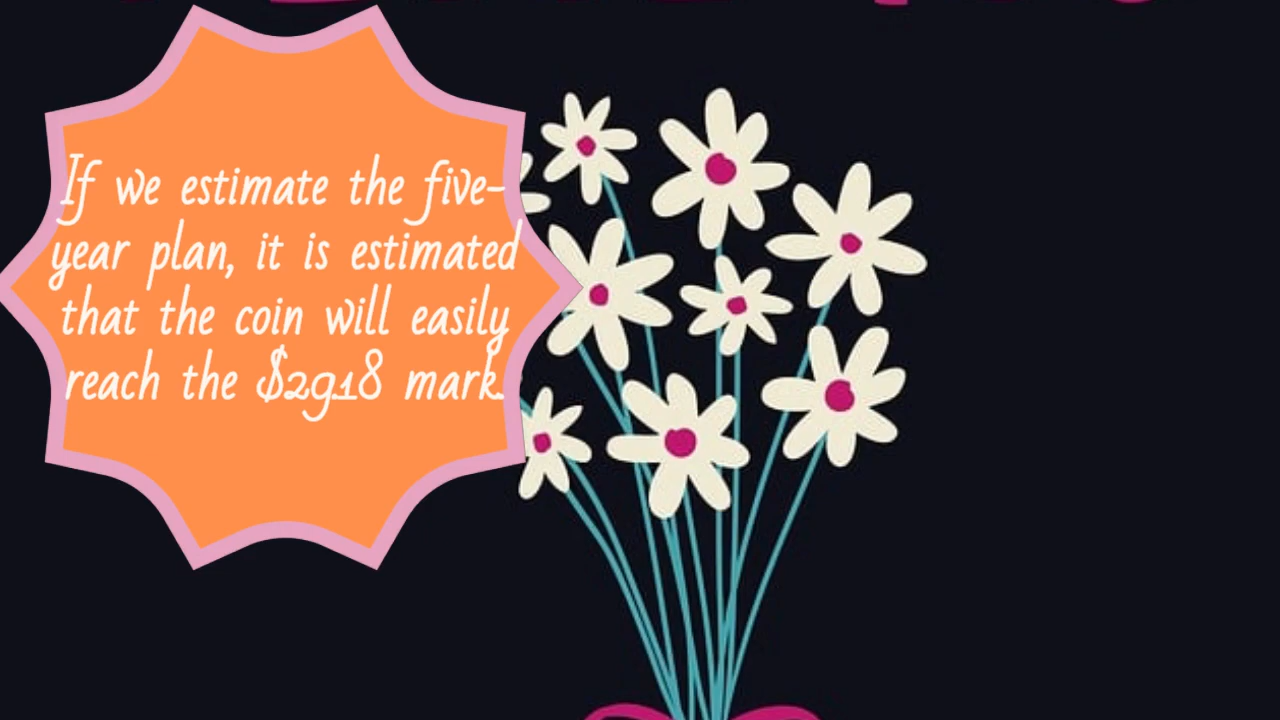 If we estimate the five-
year plan, it is estimated
that the coin will easily
reach the $2918 mark.